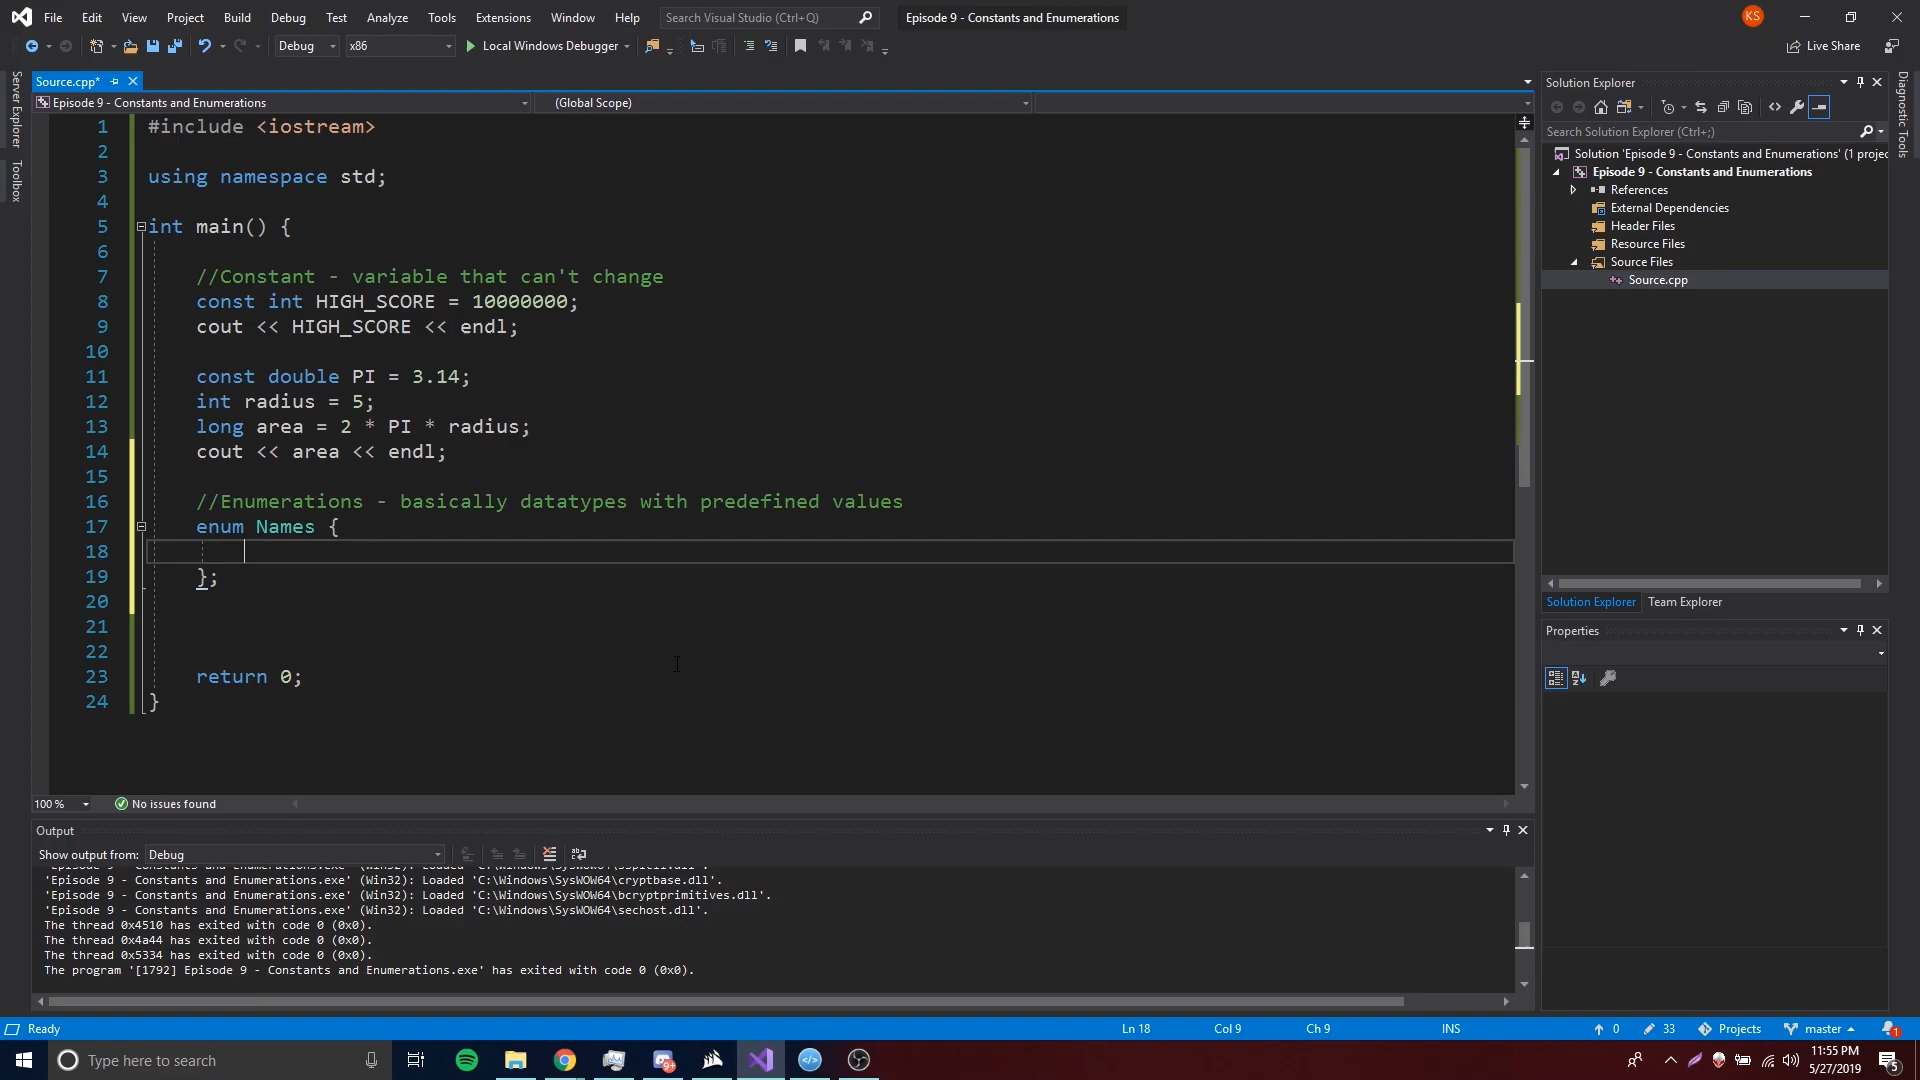 File Edit View Project Build Debug Test Analyze Tools Extensions Window Help Search Visual Studio (Ctrl+Q) Episode 9 - Constants and Enumerations KS
Debug x86 Local Windows Debugger Live Share
Server Explorer
Toolbox
Source.cpp*
Episode 9 - Constants and Enumerations (Global Scope)
1 #include <iostream>
2
3 using namespace std;
4
5 int main() {
6
7 //Constant - variable that can't change
8 const int HIGH_SCORE = 10000000;
9 cout << HIGH_SCORE << endl;
10
11 const double PI = 3.14;
12 int radius = 5;
13 long area = 2 * PI * radius;
14 cout << area << endl;
15
16 //Enumerations - basically datatypes with predefined values
17 enum Names {
18
19 };
20
21
22
23 return 0;
24 }
100 % No issues found
Output
Show output from: Debug
'Episode 9 - Constants and Enumerations.exe' (Win32): Loaded 'C:\Windows\SysWOW64\cryptbase.dll'.
'Episode 9 - Constants and Enumerations.exe' (Win32): Loaded 'C:\Windows\SysWOW64\bcryptprimitives.dll'.
'Episode 9 - Constants and Enumerations.exe' (Win32): Loaded 'C:\Windows\SysWOW64\sechost.dll'.
The thread 0x4510 has exited with code 0 (0x0).
The thread 0x4a44 has exited with code 0 (0x0).
The thread 0x5334 has exited with code 0 (0x0).
The program '[1792] Episode 9 - Constants and Enumerations.exe' has exited with code 0 (0x0).
Solution Explorer
Search Solution Explorer (Ctrl+;)
Solution 'Episode 9 - Constants and Enumerations' (1 projec
Episode 9 - Constants and Enumerations
References
External Dependencies
Header Files
Resource Files
Source Files
Source.cpp
Solution Explorer Team Explorer
Properties
Diagnostic Tools
Ready Ln 18 Col 9 Ch 9 INS 0 33 Projects master 1
Type here to search 9+ 11:55 PM
5/27/2019 5